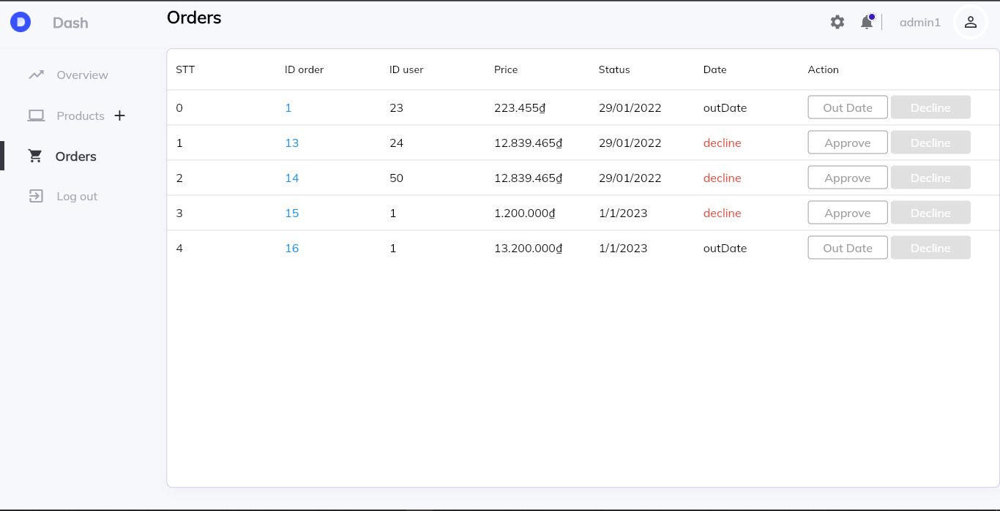 D Dash
Orders
admin1
Overview
Products +
Orders
Log out
STT ID order ID user Price Status Date Action
0 1 23 223.455₫ 29/01/2022 outDate Out Date Decline
1 13 24 12.839.465₫ 29/01/2022 decline Approve Decline
2 14 50 12.839.465₫ 29/01/2022 decline Approve Decline
3 15 1 1.200.000₫ 1/1/2023 decline Approve Decline
4 16 1 13.200.000₫ 1/1/2023 outDate Out Date Decline